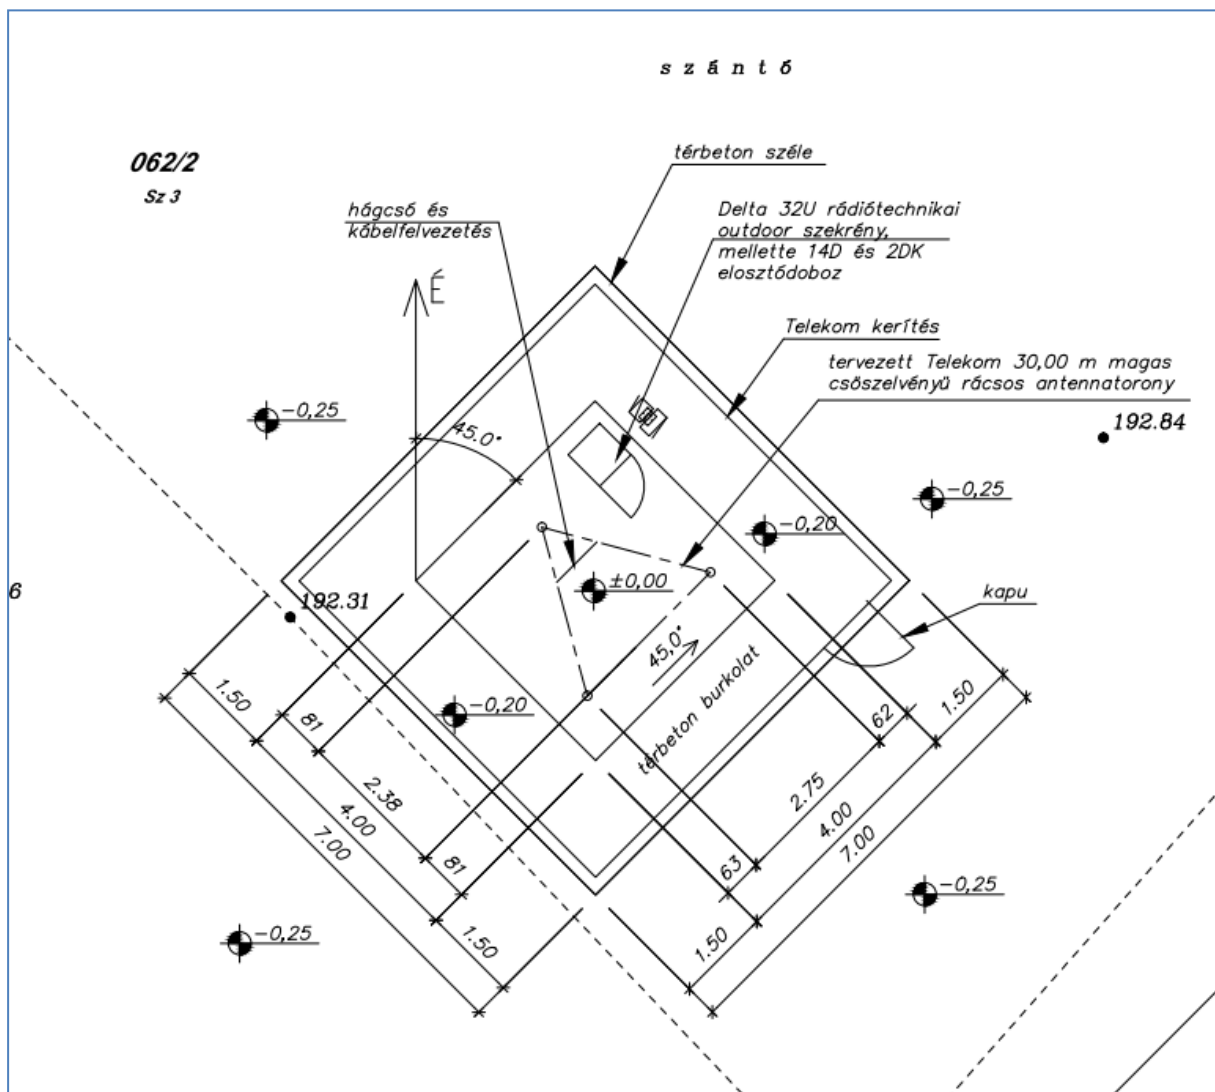 szántó
062/2
Sz 3
térbeton széle
hágcsó és
kábelfelvezetés
Delta 32U rádiótechnikai
outdoor szekrény,
mellette 14D és 2DK
elosztódoboz
É
Telekom kerítés
tervezett Telekom 30,00 m magas
csőszelvényű rácsos antennatorony
-0,25
45.0°
192.84
-0,25
-0,20
±0,00
kapu
6
192.31
45,0°
térbeton burkolat
-0,20
1.50
81
2.38
4.00
7.00
81
1.50
62
1.50
2.75
4.00
7.00
63
1.50
-0,25
-0,25